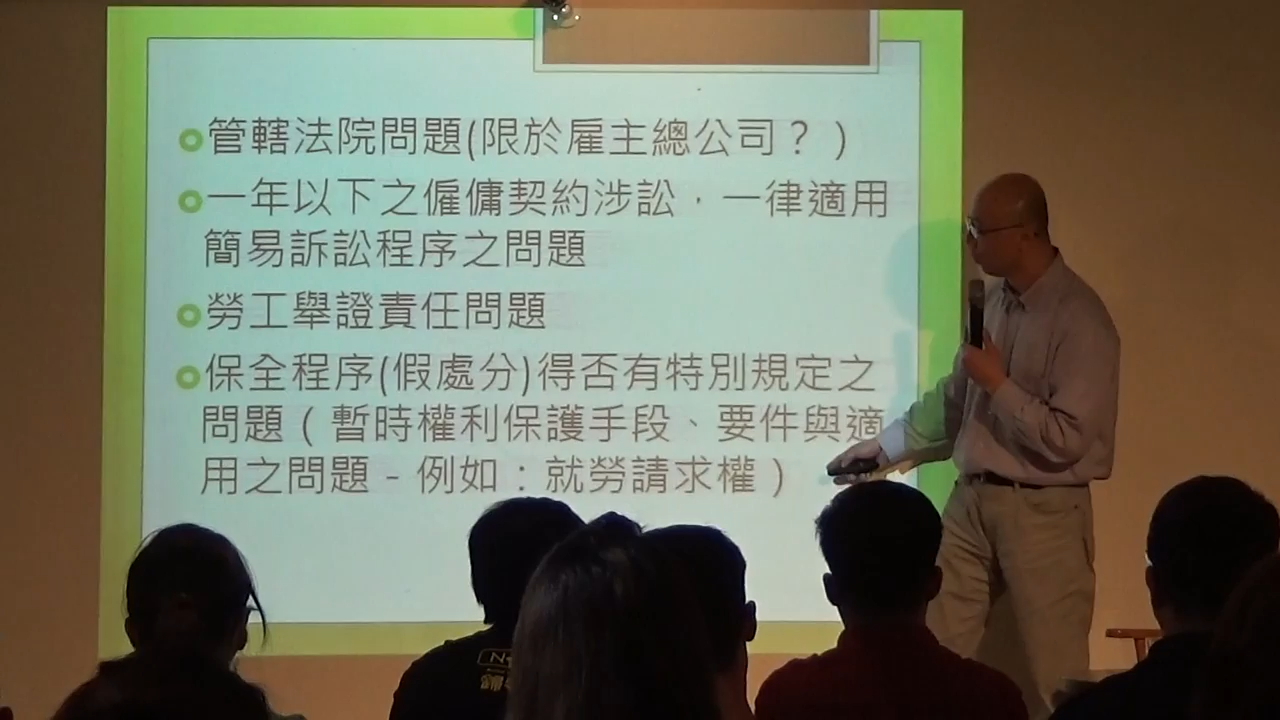 管轄法院問題(限於雇主總公司？)
一年以下之僱傭契約涉訟，一律適用
簡易訴訟程序之問題
勞工舉證責任問題
保全程序(假處分)得否有特別規定之
問題(暫時權利保護手段、要件與適
用之問題-例如：就勞請求權)